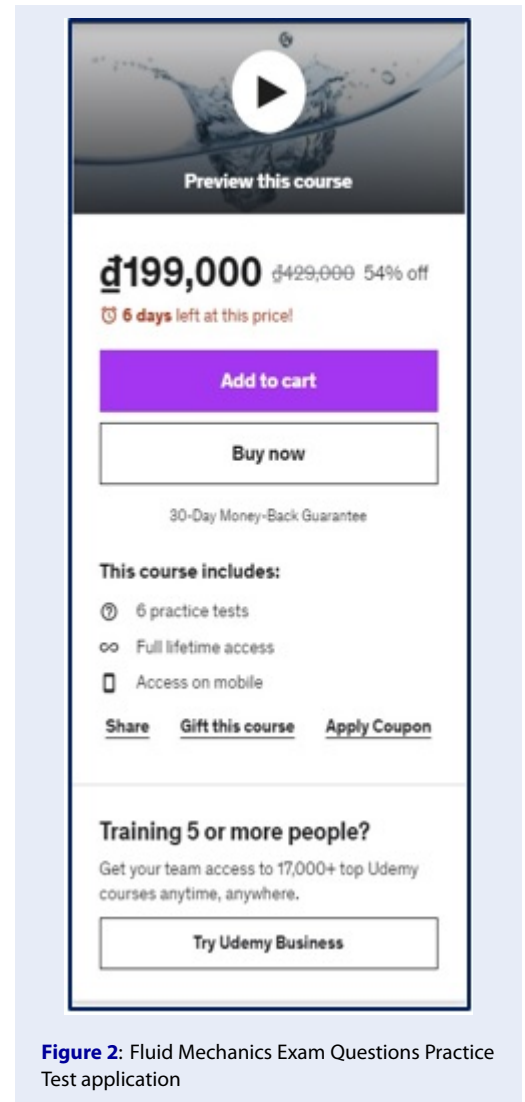 Preview this course
₫199,000 ₫429,000 54% off
6 days left at this price!
Add to cart
Buy now
30-Day Money-Back Guarantee
This course includes:
6 practice tests
Full lifetime access
Access on mobile
Share Gift this course Apply Coupon
Training 5 or more people?
Get your team access to 17,000+ top Udemy
courses anytime, anywhere.
Try Udemy Business
Figure 2: Fluid Mechanics Exam Questions Practice
Test application